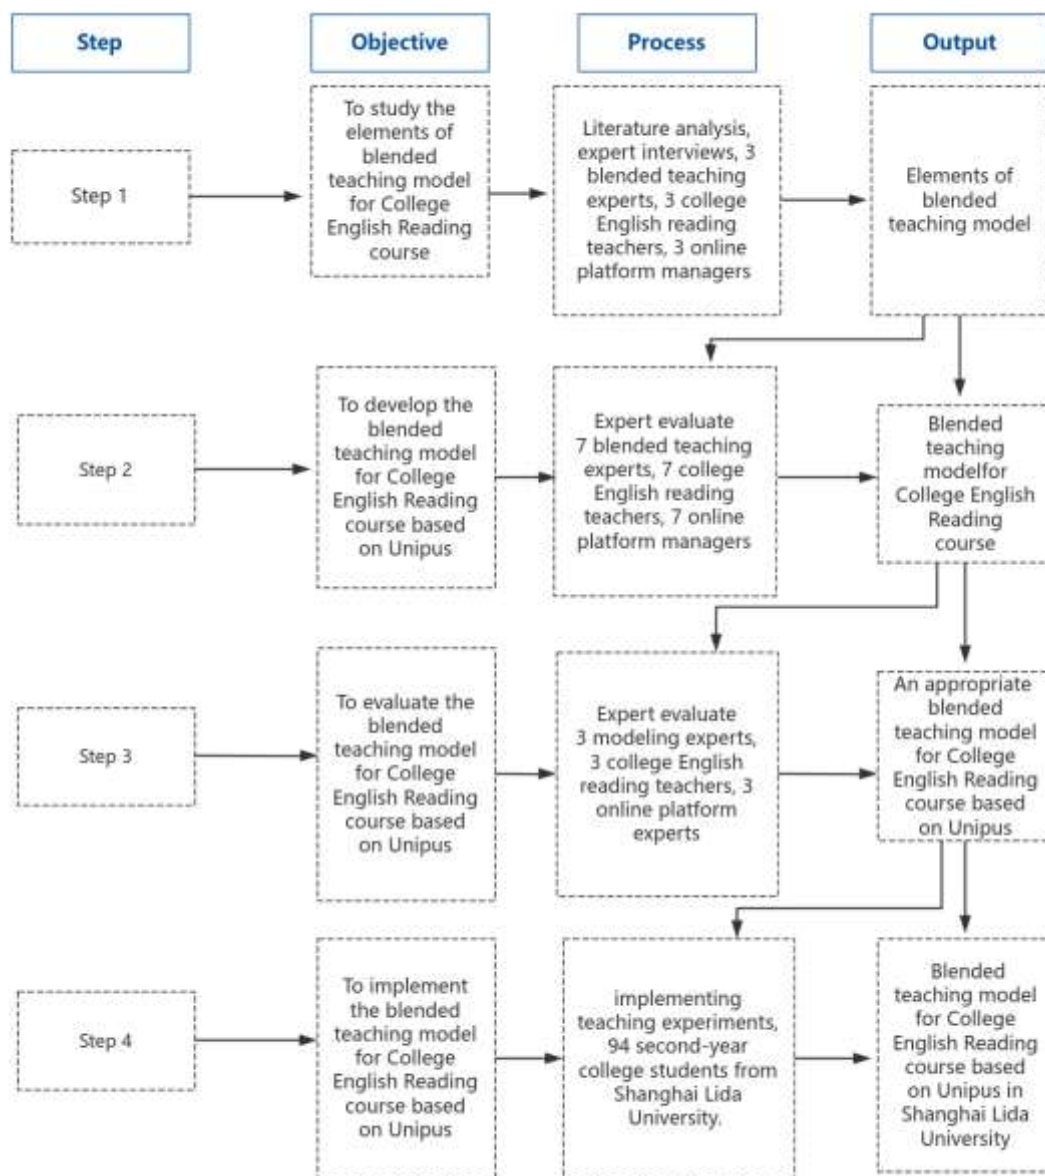 Step
Objective
Process
Output
Step 1
To study the
elements of
blended
teaching model
for College
English Reading
course
Literature analysis,
expert interviews, 3
blended teaching
experts, 3 college
English reading
teachers, 3 online
platform managers
Elements of
blended
teaching model
Step 2
To develop the
blended
teaching model
for College
English Reading
course based
on Unipus
Expert evaluate
7 blended teaching
experts, 7 college
English reading
teachers, 7 online
platform managers
Blended
teaching
modelfor
College English
Reading
course
Step 3
To evaluate the
blended
teaching model
for College
English Reading
course based
on Unipus
Expert evaluate
3 modeling experts,
3 college English
reading teachers, 3
online platform
experts
An appropriate
blended
teaching model
for College
English Reading
course based
on Unipus
Step 4
To implement
the blended
teaching model
for College
English Reading
course based
on Unipus
implementing
teaching experiments,
94 second-year
college students from
Shanghai Lida
University.
Blended
teaching model
for College
English Reading
course based
on Unipus in
Shanghai Lida
University